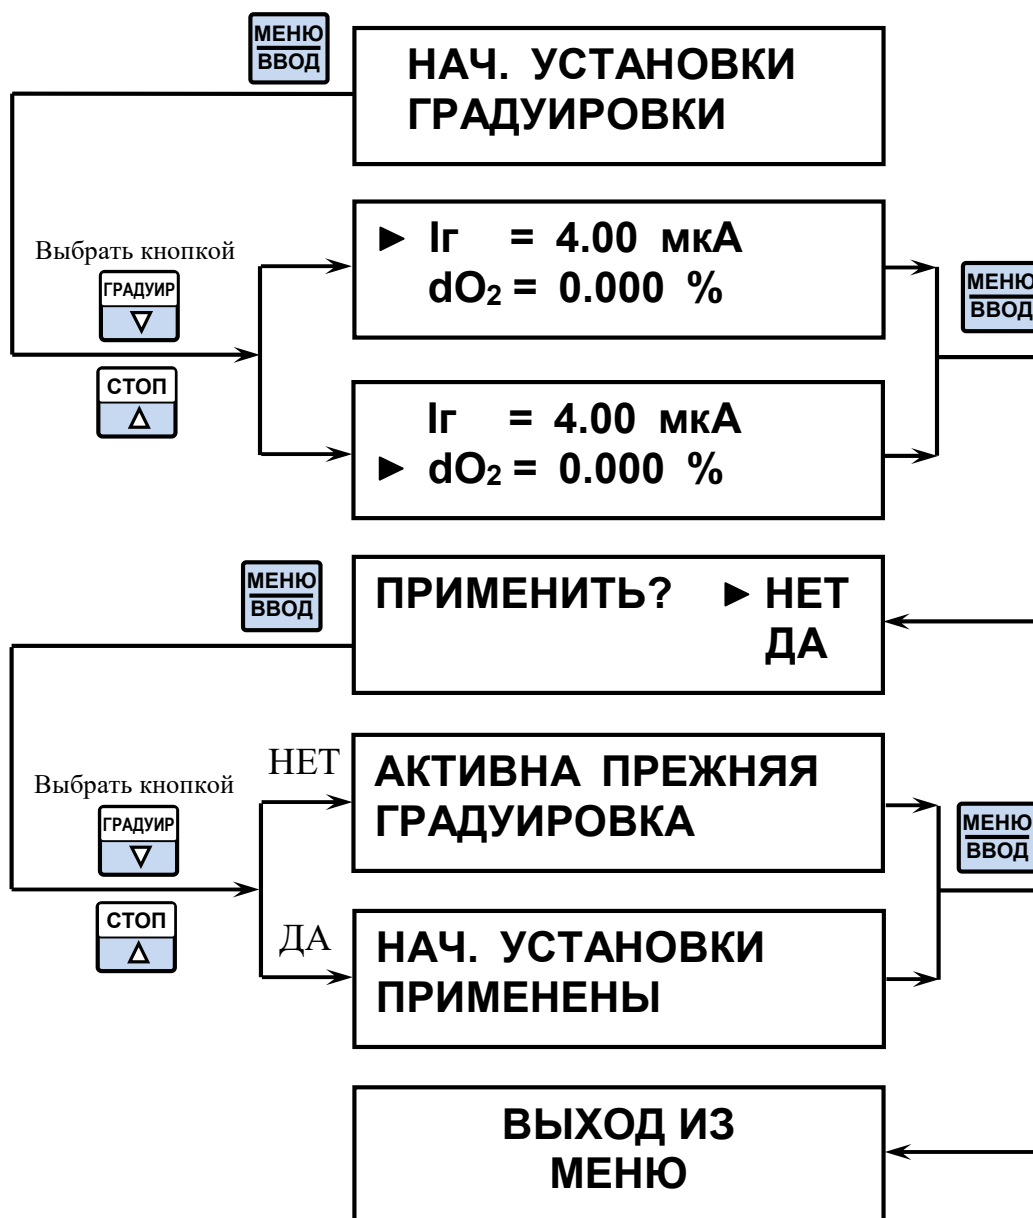 МЕНЮ
ВВОД
НАЧ. УСТАНОВКИ
ГРАДУИРОВКИ
Выбрать кнопкой
ГРАДУИР
СТОП
► Iг = 4.00 мкА
dO₂ = 0.000 %
МЕНЮ
ВВОД
Iг = 4.00 мкА
► dO₂ = 0.000 %
МЕНЮ
ВВОД
ПРИМЕНИТЬ? ► НЕТ
ДА
Выбрать кнопкой
ГРАДУИР
СТОП
НЕТ
АКТИВНА ПРЕЖНЯЯ
ГРАДУИРОВКА
МЕНЮ
ВВОД
ДА
НАЧ. УСТАНОВКИ
ПРИМЕНЕНЫ
ВЫХОД ИЗ
МЕНЮ